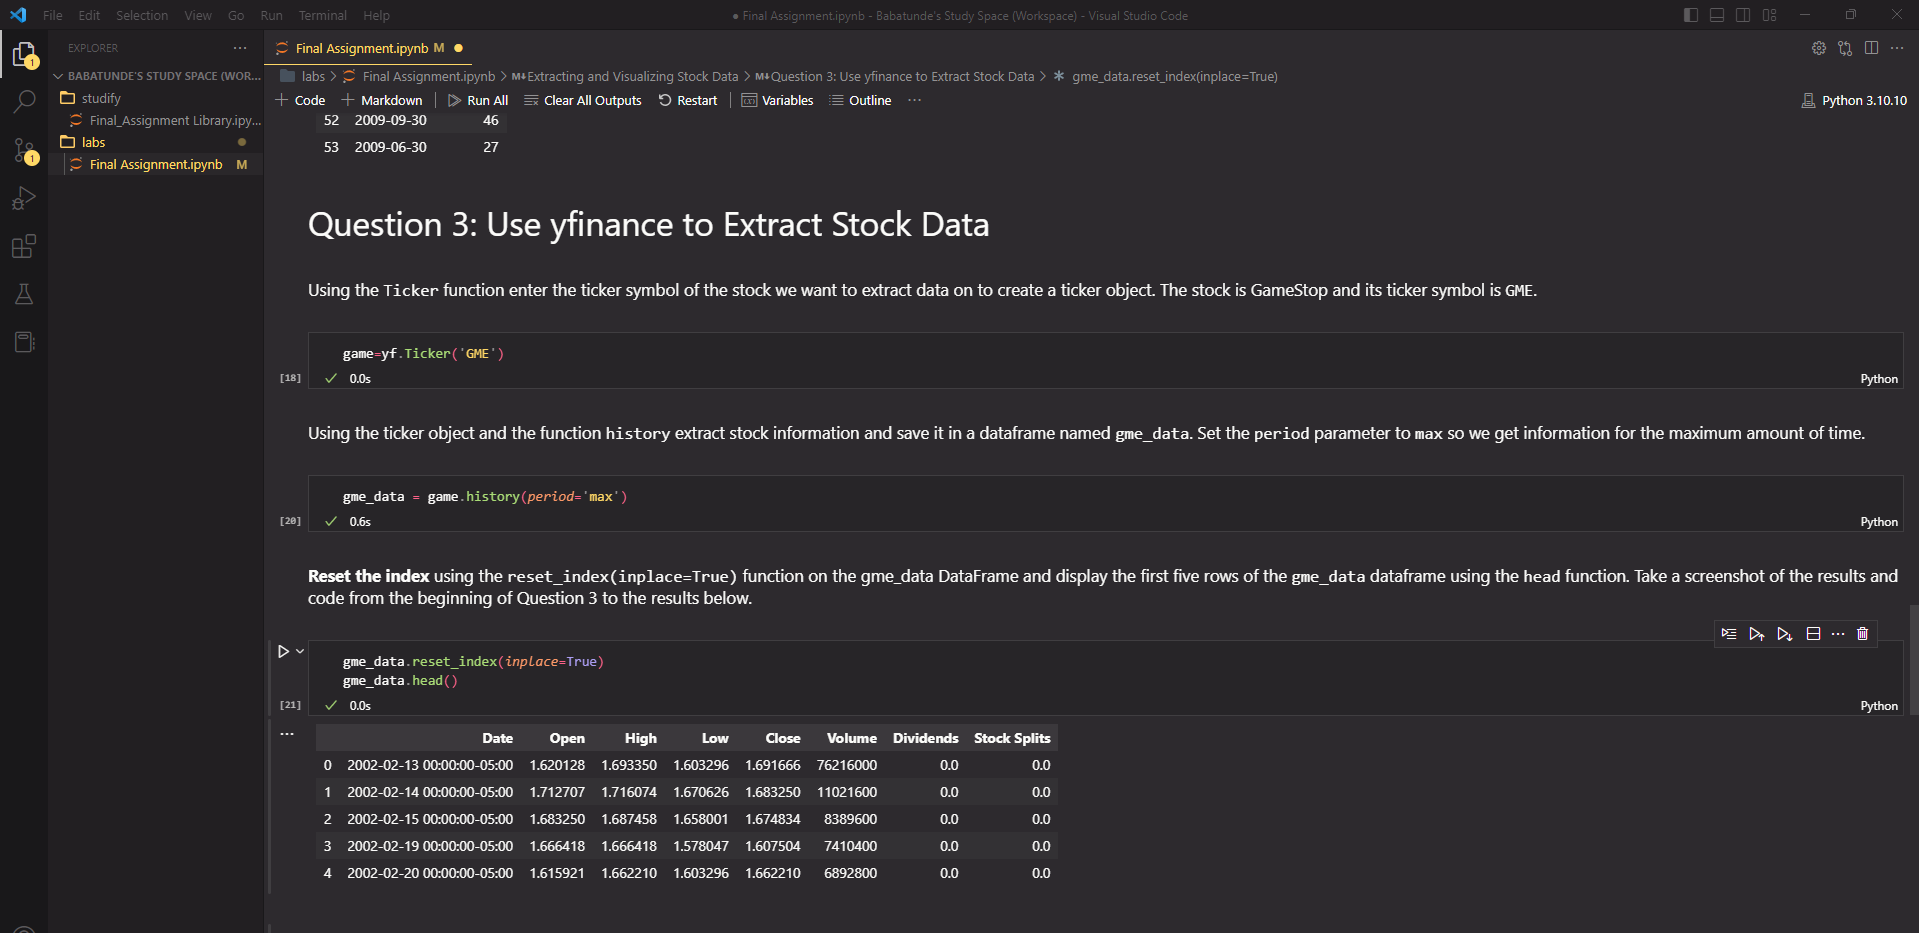 File Edit Selection View Go Run Terminal Help
● Final Assignment.ipynb - Babatunde's Study Space (Workspace) - Visual Studio Code
EXPLORER
BABATUNDE'S STUDY SPACE (WOR...
studify
Final_Assignment Library.ipy...
labs
Final Assignment.ipynb M
1
1
Final Assignment.ipynb M
labs > Final Assignment.ipynb > M↓Extracting and Visualizing Stock Data > M↓Question 3: Use yfinance to Extract Stock Data > gme_data.reset_index(inplace=True)
+ Code + Markdown Run All Clear All Outputs Restart Variables Outline ...
Python 3.10.10
52 2009-09-30 46
53 2009-06-30 27
Question 3: Use yfinance to Extract Stock Data
Using the Ticker function enter the ticker symbol of the stock we want to extract data on to create a ticker object. The stock is GameStop and its ticker symbol is GME.
game=yf.Ticker('GME')
[18] 0.0s Python
Using the ticker object and the function history extract stock information and save it in a dataframe named gme_data. Set the period parameter to max so we get information for the maximum amount of time.
gme_data = game.history(period='max')
[20] 0.6s Python
Reset the index using the reset_index(inplace=True) function on the gme_data DataFrame and display the first five rows of the gme_data dataframe using the head function. Take a screenshot of the results and
code from the beginning of Question 3 to the results below.
gme_data.reset_index(inplace=True)
gme_data.head()
[21] 0.0s Python
Date Open High Low Close Volume Dividends Stock Splits
0 2002-02-13 00:00:00-05:00 1.620128 1.693350 1.603296 1.691666 76216000 0.0 0.0
1 2002-02-14 00:00:00-05:00 1.712707 1.716074 1.670626 1.683250 11021600 0.0 0.0
2 2002-02-15 00:00:00-05:00 1.683250 1.687458 1.658001 1.674834 8389600 0.0 0.0
3 2002-02-19 00:00:00-05:00 1.666418 1.666418 1.578047 1.607504 7410400 0.0 0.0
4 2002-02-20 00:00:00-05:00 1.615921 1.662210 1.603296 1.662210 6892800 0.0 0.0